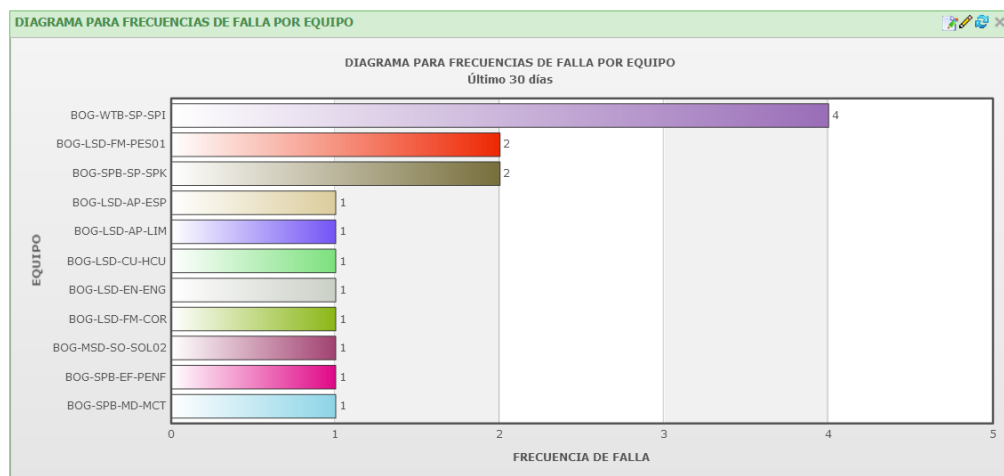 DIAGRAMA PARA FRECUENCIAS DE FALLA POR EQUIPO
DIAGRAMA PARA FRECUENCIAS DE FALLA POR EQUIPO
Último 30 días
EQUIPO
BOG-WTB-SP-SPI 4
BOG-LSD-FM-PES01 2
BOG-SPB-SP-SPK 2
BOG-LSD-AP-ESP 1
BOG-LSD-AP-LIM 1
BOG-LSD-CU-HCU 1
BOG-LSD-EN-ENG 1
BOG-LSD-FM-COR 1
BOG-MSD-SO-SOL02 1
BOG-SPB-EF-PENF 1
BOG-SPB-MD-MCT 1
0 1 2 3 4 5
FRECUENCIA DE FALLA